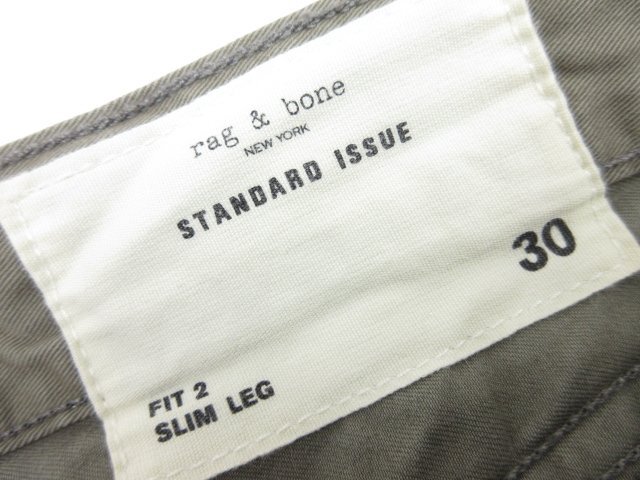 rag & bone
NEW YORK
STANDARD ISSUE
30
FIT 2
SLIM LEG